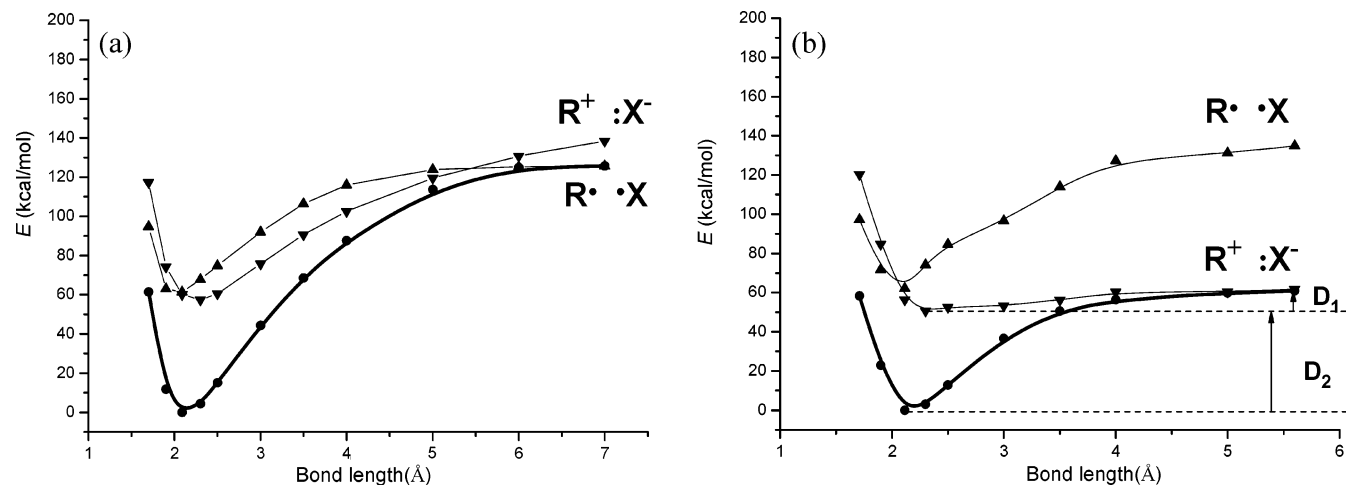 (a)
200
180
160
140
120
100
80
60
40
20
0
E (kcal/mol)
R⁺ :X⁻
R• •X
1 2 3 4 5 6 7
Bond length(Å)
(b)
200
180
160
140
120
100
80
60
40
20
0
E (kcal/mol)
R• •X
R⁺ :X⁻
D₁
D₂
1 2 3 4 5 6
Bond length(Å)